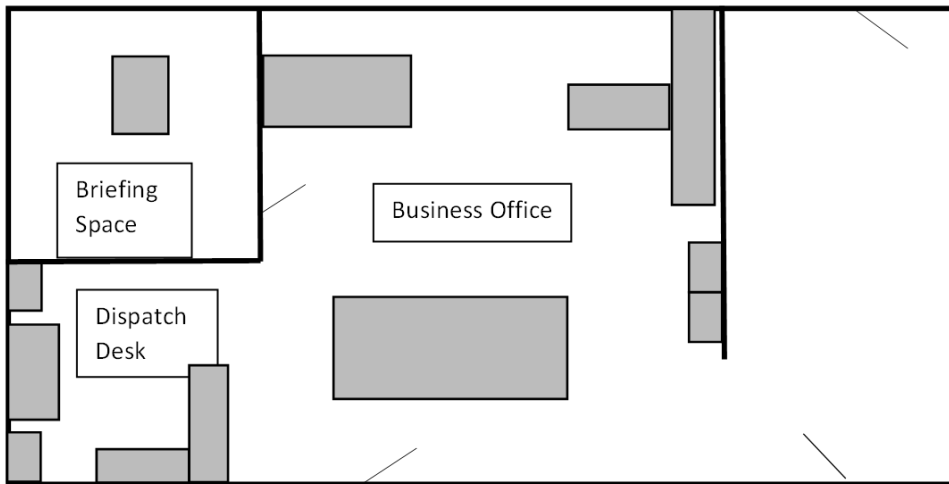 Briefing
Space
Business Office
Dispatch
Desk